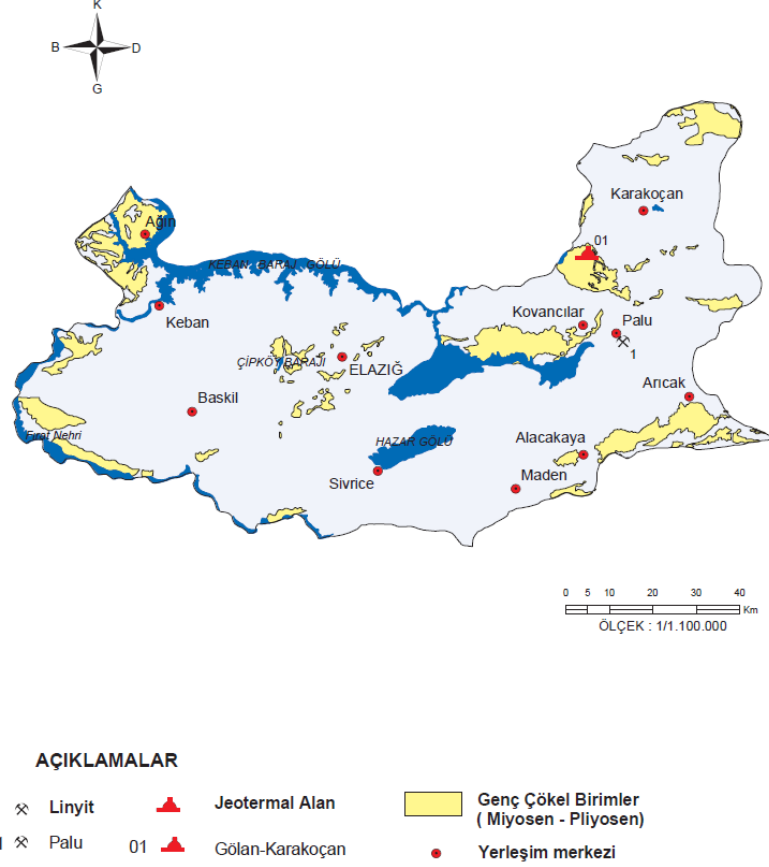 K
B D
G
Karakoçan
Ağın
01
KEBAN BARAJ GÖLÜ
Keban
Kovancılar
Palu
1
ÇİPKÖY BARAJI
ELAZIĞ
Baskil
Arıcak
Fırat Nehri
HAZAR GÖLÜ
Alacakaya
Sivrice
Maden
0 5 10 20 30 40
Km
ÖLÇEK : 1/1.100.000
AÇIKLAMALAR
Linyit
Jeotermal Alan
Genç Çökel Birimler
( Miyosen - Pliyosen)
Palu
01 Gölan-Karakoçan
Yerleşim merkezi